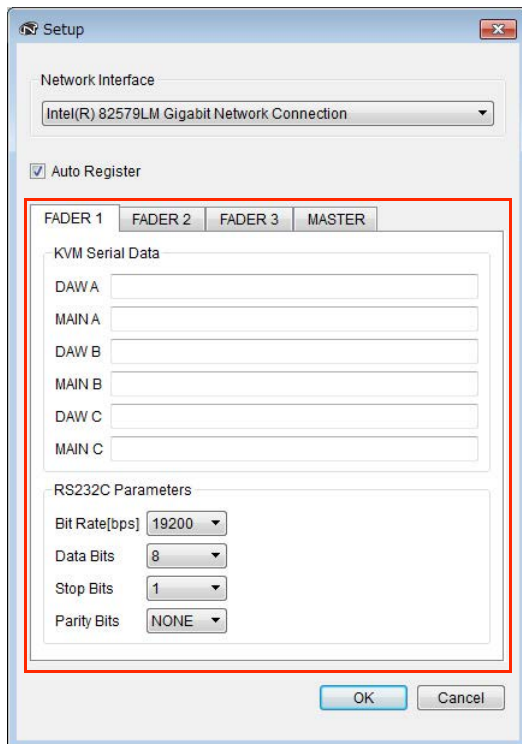 Setup
Network Interface
Intel(R) 82579LM Gigabit Network Connection
Auto Register
FADER 1 FADER 2 FADER 3 MASTER
KVM Serial Data
DAW A
MAIN A
DAW B
MAIN B
DAW C
MAIN C
RS232C Parameters
Bit Rate[bps] 19200
Data Bits 8
Stop Bits 1
Parity Bits NONE
OK Cancel